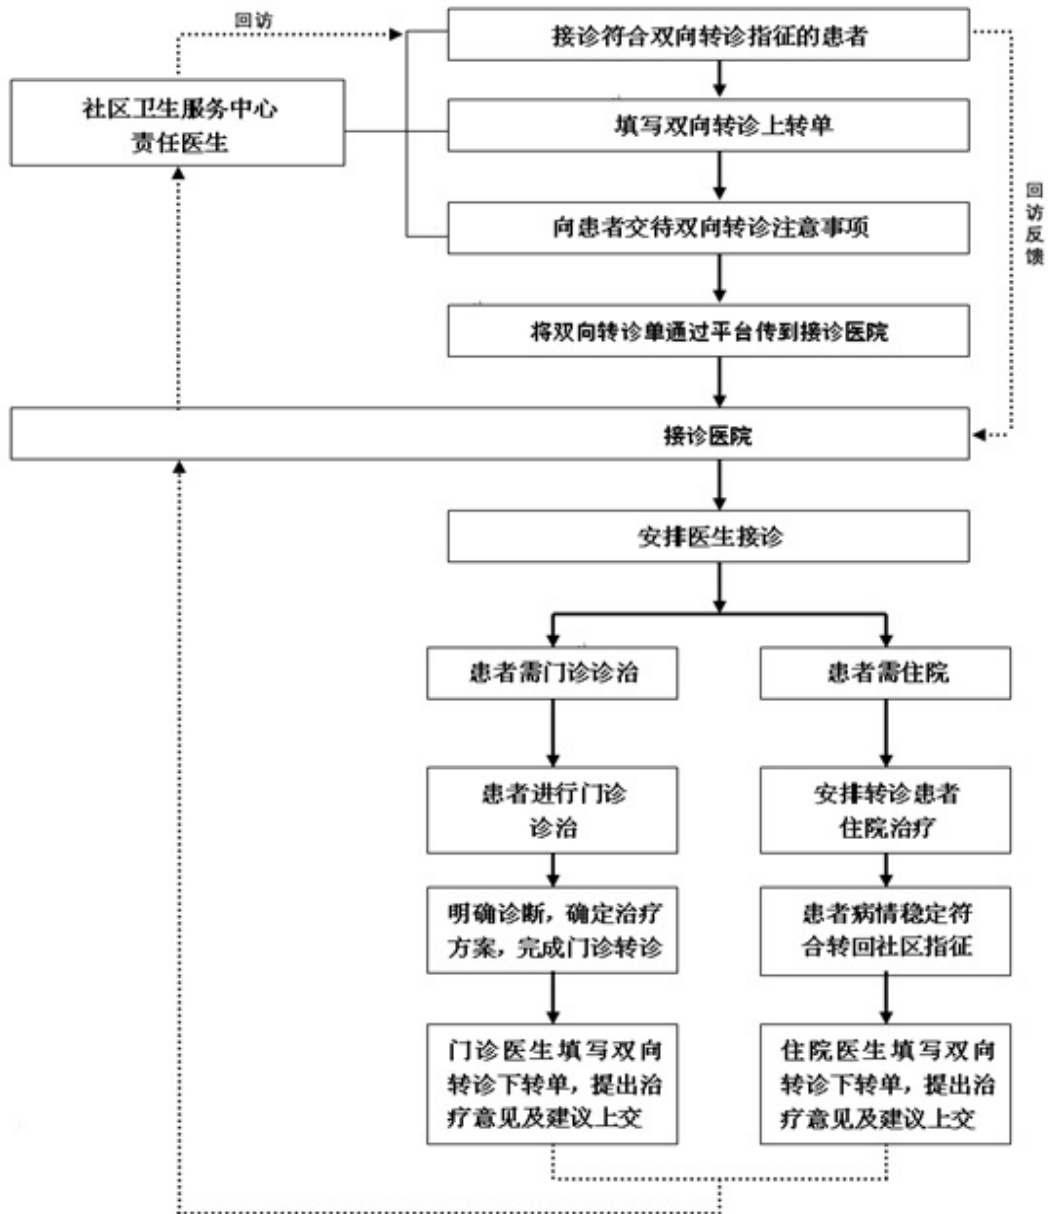 回访
接诊符合双向转诊指征的患者
社区卫生服务中心
责任医生
填写双向转诊上转单
回访反馈
向患者交待双向转诊注意事项
将双向转诊单通过平台传到接诊医院
接诊医院
安排医生接诊
患者需门诊诊治
患者需住院
患者进行门诊
诊治
安排转诊患者
住院治疗
明确诊断，确定治疗
方案，完成门诊转诊
患者病情稳定符
合转回社区指征
门诊医生填写双向
转诊下转单，提出治
疗意见及建议上交
住院医生填写双向
转诊下转单，提出治
疗意见及建议上交